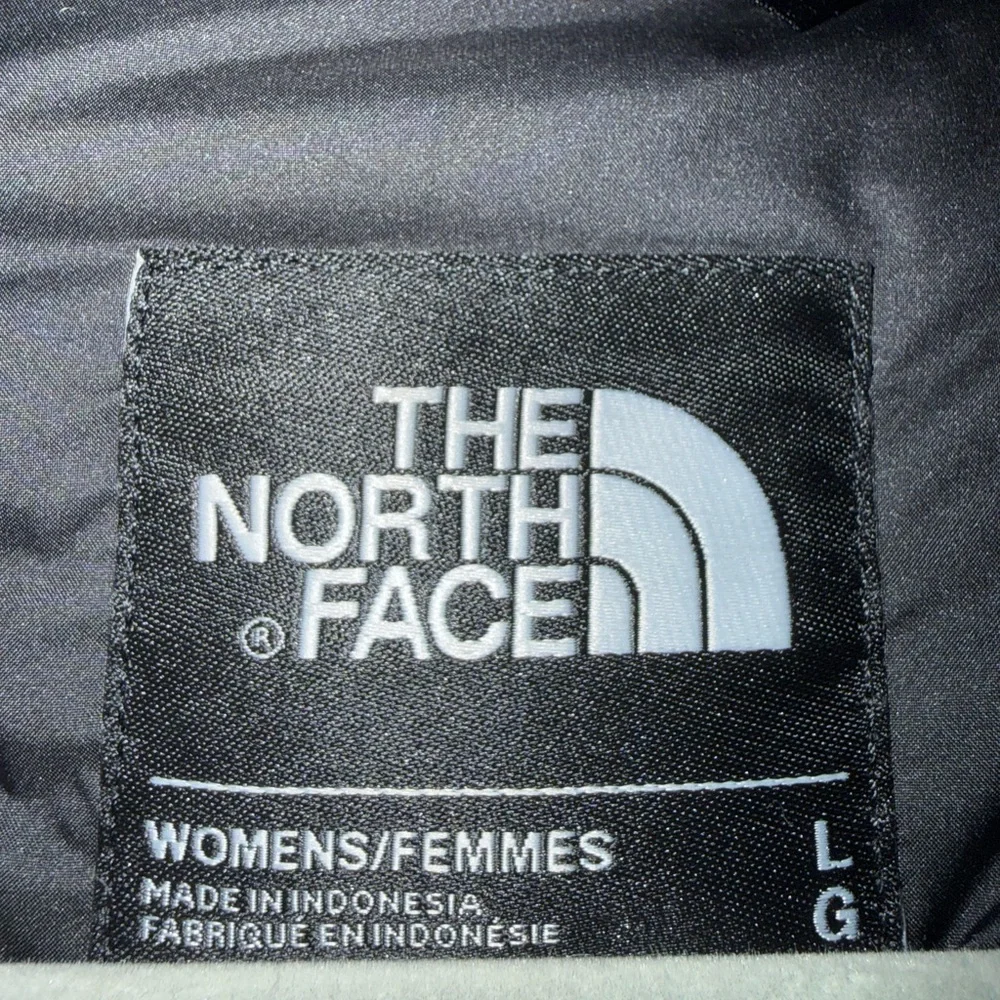 THE
NORTH
® FACE
WOMENS/FEMMES L
MADE IN INDONESIA
FABRIQUÉ EN INDONÉSIE G